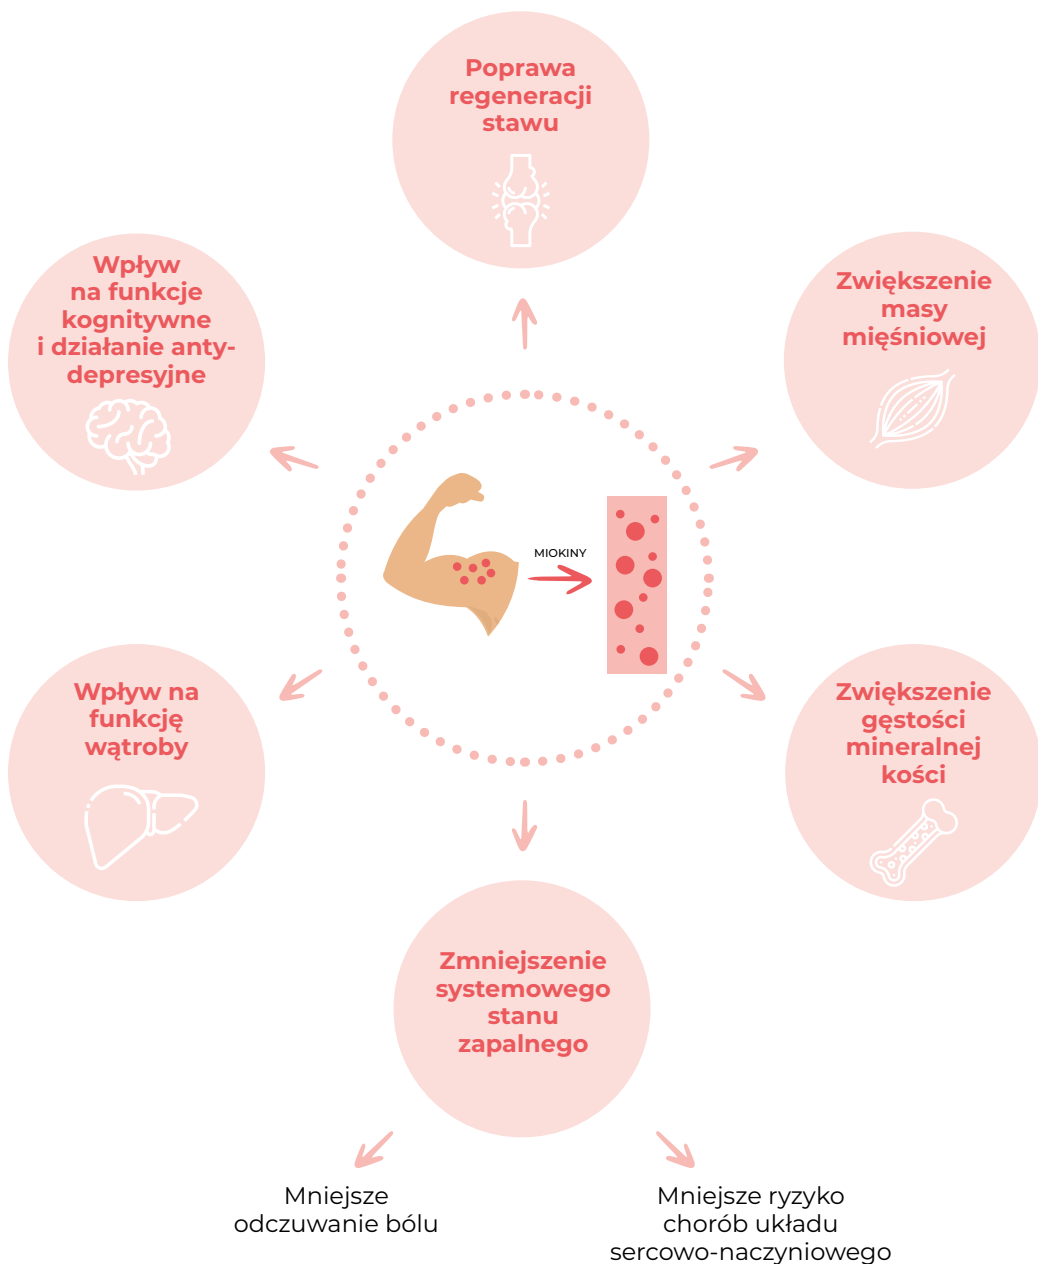 Poprawa
regeneracji
stawu
Wpływ
na funkcje
kognitywne
i działanie anty-
depresyjne
Zwiększenie
masy
mięśniowej
MIOKINY
Wpływ na
funkcję
wątroby
Zwiększenie
gęstości
mineralnej
kości
Zmniejszenie
systemowego
stanu
zapalnego
Mniejsze
odczuwanie bólu
Mniejsze ryzyko
chorób układu
sercowo-naczyniowego